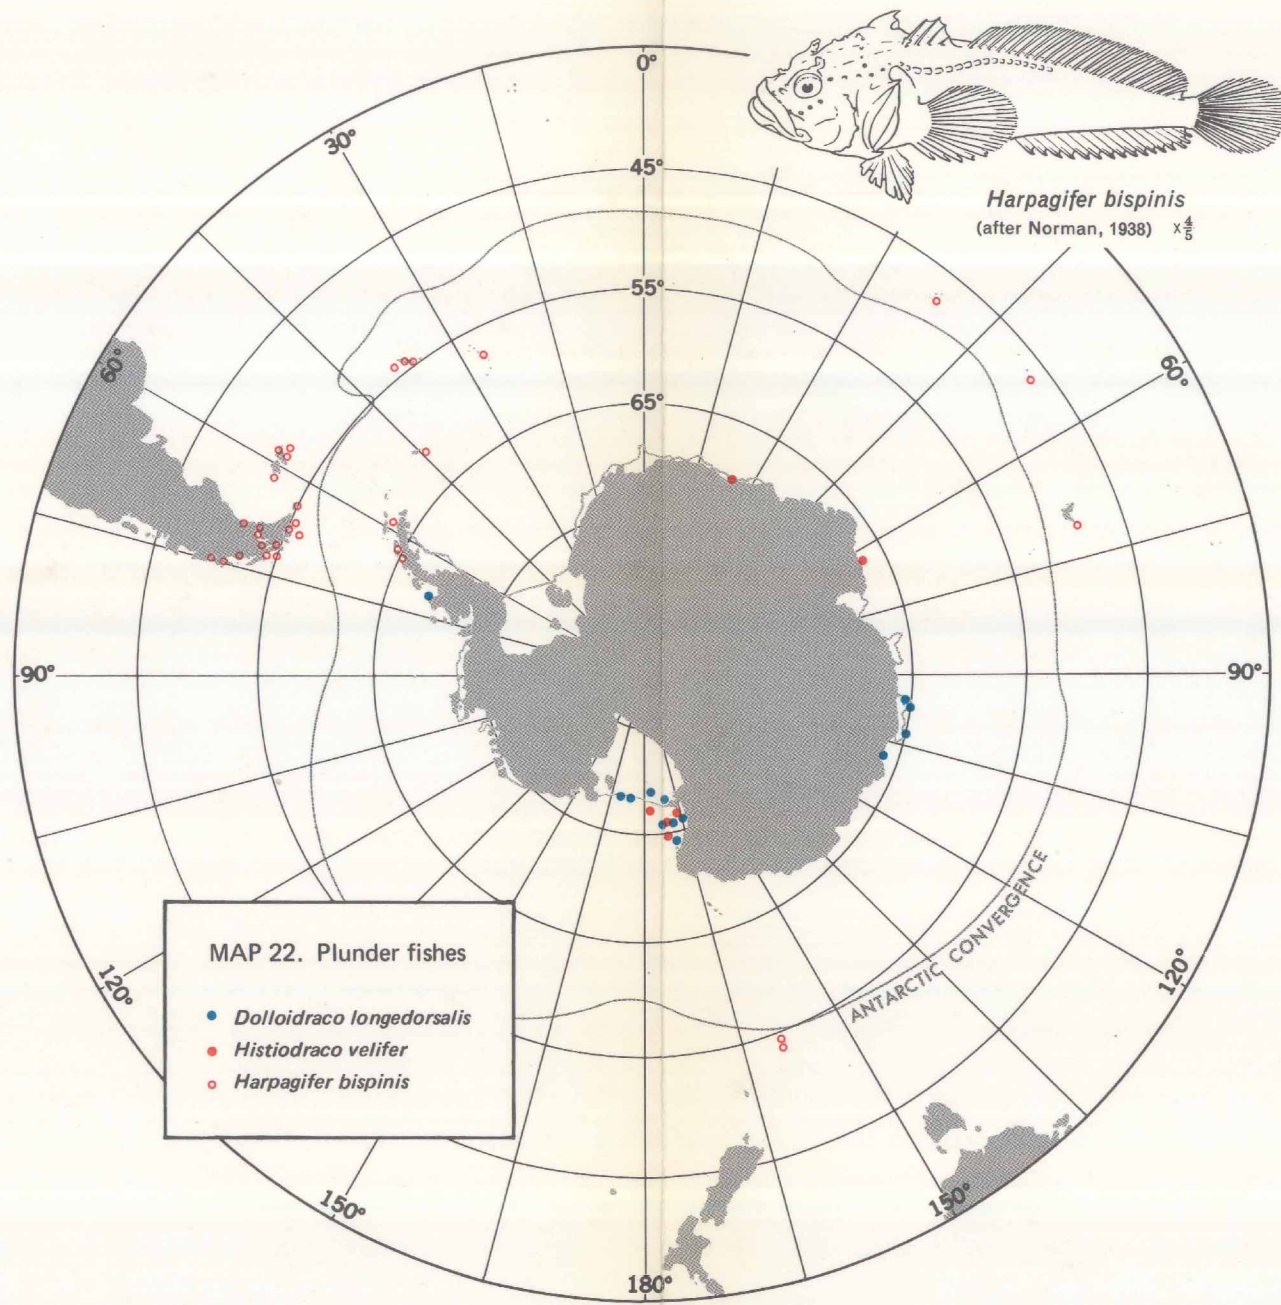 0°
30°
45°
Harpagifer bispinis
(after Norman, 1938) x 4/5
55°
60°
60°
65°
90°
90°
ANTARCTIC CONVERGENCE
MAP 22. Plunder fishes
Dolloidraco longedorsalis
Histiodraco velifer
Harpagifer bispinis
120°
120°
150°
150°
180°